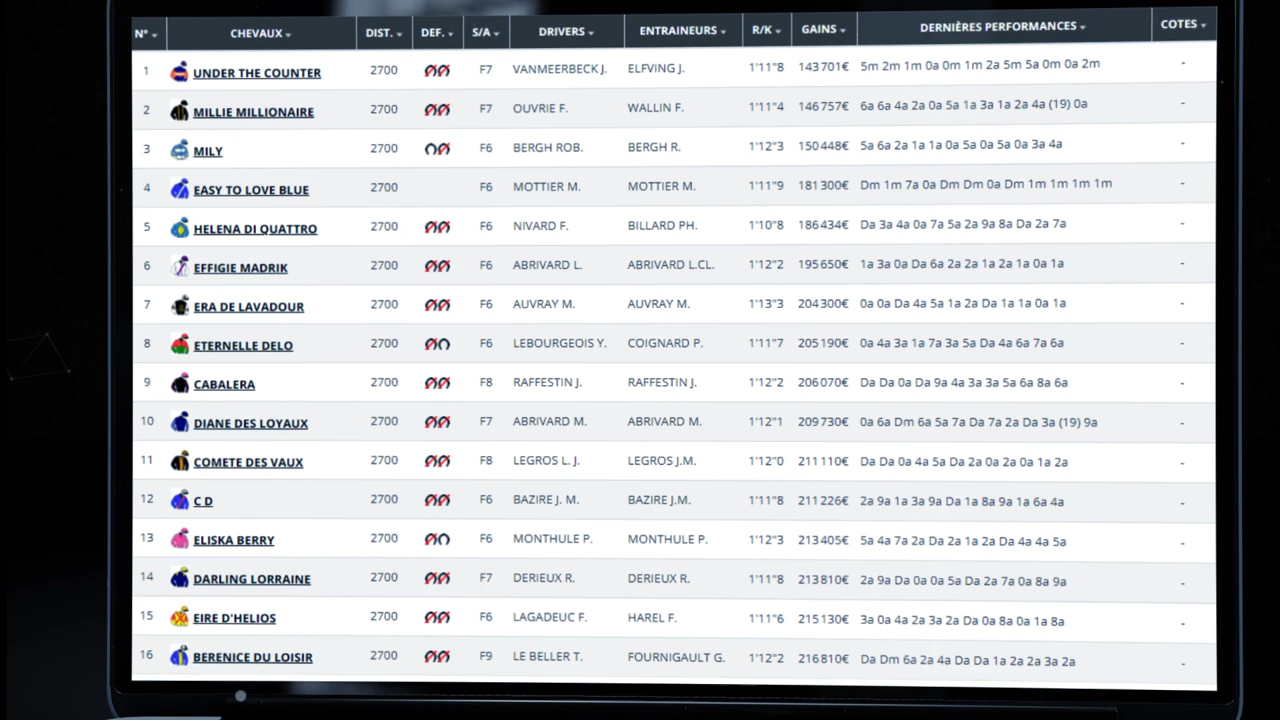 N° CHEVAUX DIST. DEF. S/A DRIVERS ENTRAINEURS R/K GAINS DERNIÈRES PERFORMANCES COTES
1 UNDER THE COUNTER 2700 F7 VANMEERBECK J. ELFVING J. 1'11"8 143701€ 5m 2m 1m 0a 0m 1m 2a 5m 5a 0m 0a 2m -
2 MILLIE MILLIONAIRE 2700 F7 OUVRIE F. WALLIN F. 1'11"4 146757€ 6a 6a 4a 2a 0a 5a 1a 3a 1a 2a 4a (19) 0a -
3 MILY 2700 F6 BERGH ROB. BERGH R. 1'12"3 150448€ 5a 6a 2a 1a 1a 0a 5a 0a 5a 0a 3a 4a -
4 EASY TO LOVE BLUE 2700 F6 MOTTIER M. MOTTIER M. 1'11"9 181300€ Dm 1m 7a 0a Dm Dm 0a Dm 1m 1m 1m 1m -
5 HELENA DI QUATTRO 2700 F6 NIVARD F. BILLARD PH. 1'10"8 186434€ Da 3a 4a 0a 7a 5a 2a 9a 8a Da 2a 7a -
6 EFFIGIE MADRIK 2700 F6 ABRIVARD L. ABRIVARD L.CL. 1'12"2 195650€ 1a 3a 0a Da 6a 2a 2a 1a 2a 1a 0a 1a -
7 ERA DE LAVADOUR 2700 F6 AUVRAY M. AUVRAY M. 1'13"3 204300€ 0a 0a Da 4a 5a 1a 2a Da 1a 1a 0a 1a -
8 ETERNELLE DELO 2700 F6 LEBOURGEOIS Y. COIGNARD P. 1'11"7 205190€ 0a 4a 3a 1a 7a 3a 5a Da 4a 6a 7a 6a -
9 CABALERA 2700 F8 RAFFESTIN J. RAFFESTIN J. 1'12"2 206070€ Da Da 0a Da 9a 4a 3a 3a 5a 6a 8a 6a -
10 DIANE DES LOYAUX 2700 F7 ABRIVARD M. ABRIVARD M. 1'12"1 209730€ 0a 6a Dm 6a 5a 7a Da 7a 2a Da 3a (19) 9a -
11 COMETE DES VAUX 2700 F8 LEGROS L. J. LEGROS J.M. 1'12"0 211110€ Da Da 0a 4a 5a Da 2a 0a 2a 0a 1a 2a -
12 C D 2700 F6 BAZIRE J. M. BAZIRE J.M. 1'11"8 211226€ 2a 9a 1a 3a 9a Da 1a 8a 9a 1a 6a 4a -
13 ELISKA BERRY 2700 F6 MONTHULE P. MONTHULE P. 1'12"3 213405€ 5a 4a 7a 2a Da 2a 1a 2a Da 4a 4a 5a -
14 DARLING LORRAINE 2700 F7 DERIEUX R. DERIEUX R. 1'11"8 213810€ 2a 9a Da 0a 0a 5a Da 2a 7a 0a 8a 9a -
15 EIRE D'HELIOS 2700 F6 LAGADEUC F. HAREL F. 1'11"6 215130€ 3a 0a 4a 2a 3a 2a Da 0a 8a 0a 1a 8a -
16 BERENICE DU LOISIR 2700 F9 LE BELLER T. FOURNIGAULT G. 1'12"2 216810€ Da Dm 6a 2a 4a Da Da 1a 2a 2a 3a 2a -